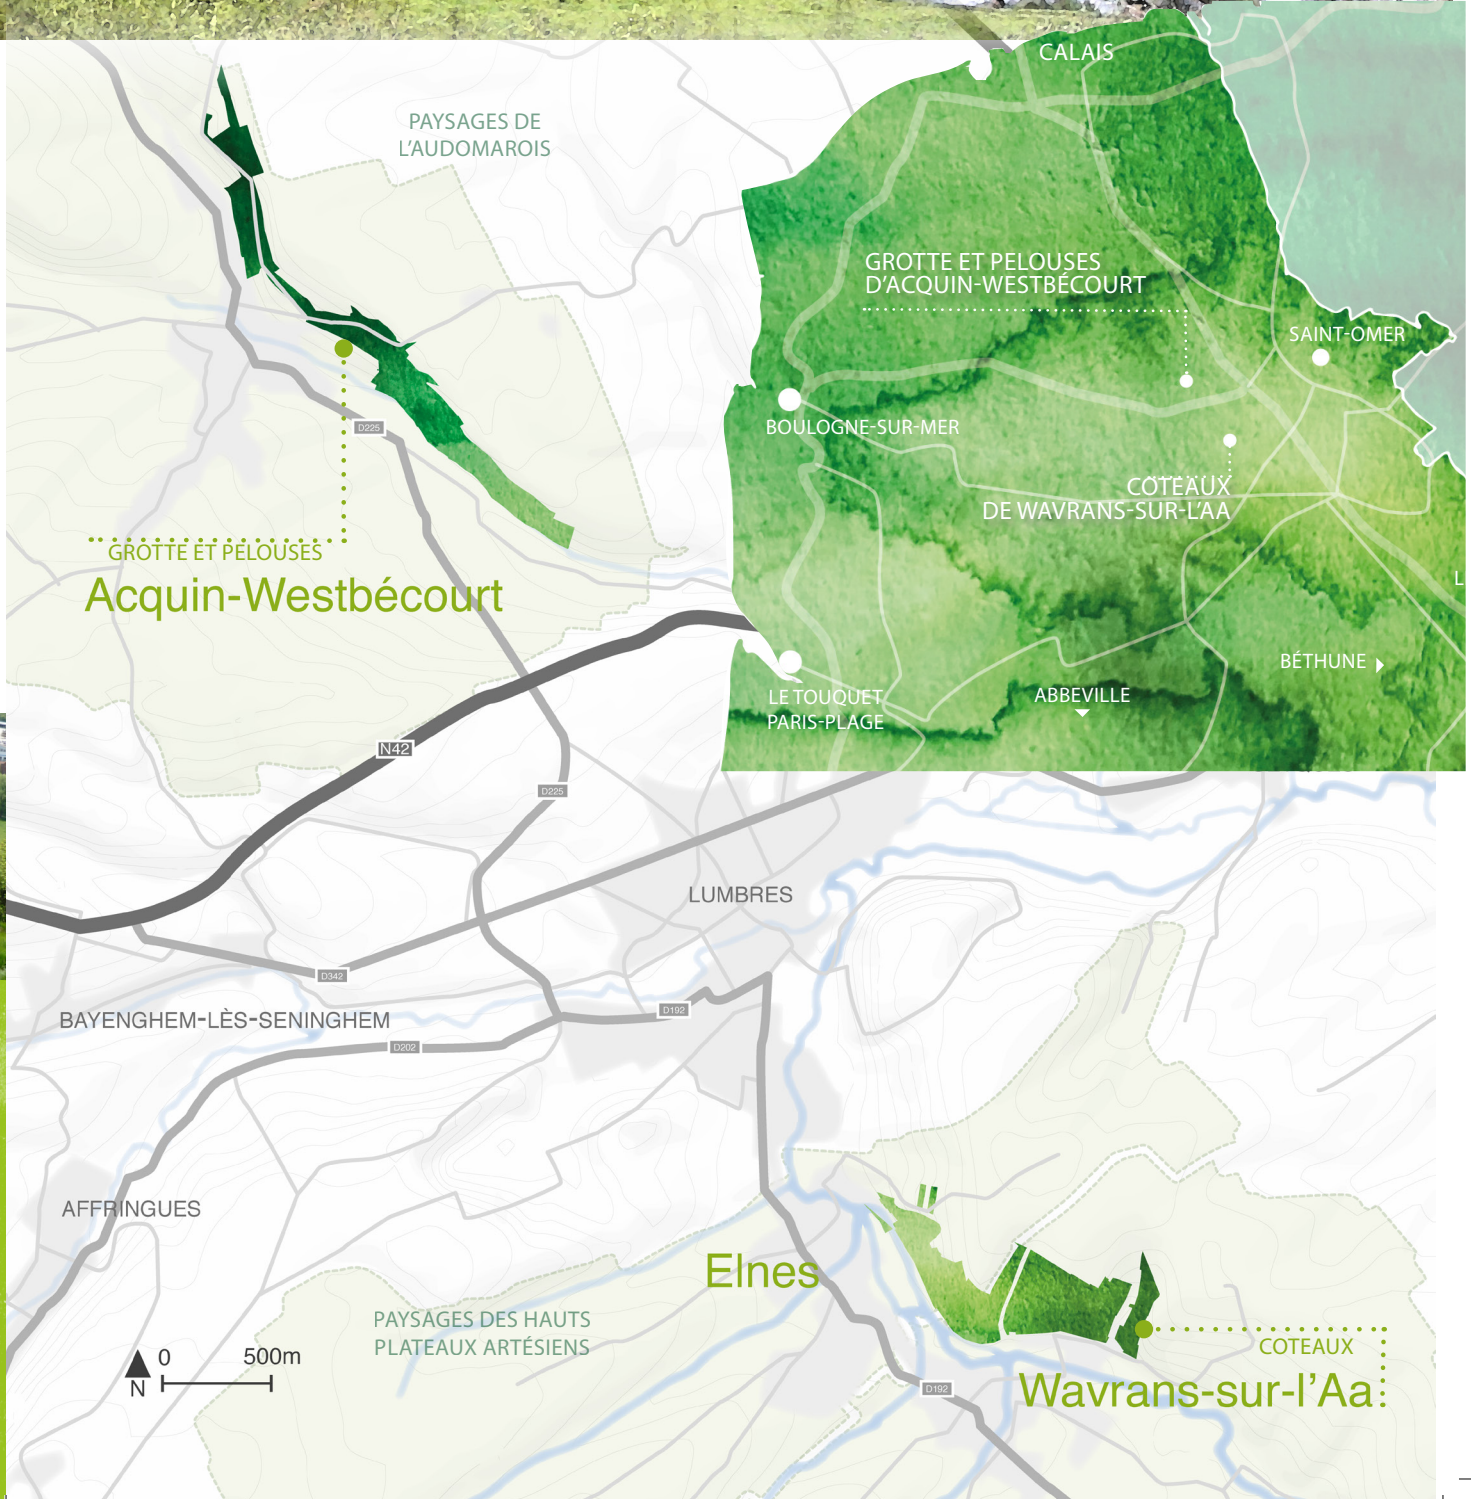 CALAIS
PAYSAGES DE
L'AUDOMAROIS
GROTTE ET PELOUSES
D'ACQUIN-WESTBÉCOURT
SAINT-OMER
BOULOGNE-SUR-MER
D225
COTEAUX
DE WAVRANS-SUR-L'AA
GROTTE ET PELOUSES
Acquin-Westbécourt
L
BÉTHUNE
LE TOUQUET
PARIS-PLAGE
ABBEVILLE
N42
D225
LUMBRES
D342
D192
BAYENGHEM-LÈS-SENINGHEM
D202
AFFRINGUES
Elnes
PAYSAGES DES HAUTS
PLATEAUX ARTÉSIENS
0 500m
N
COTEAUX
Wavrans-sur-l'Aa
D192